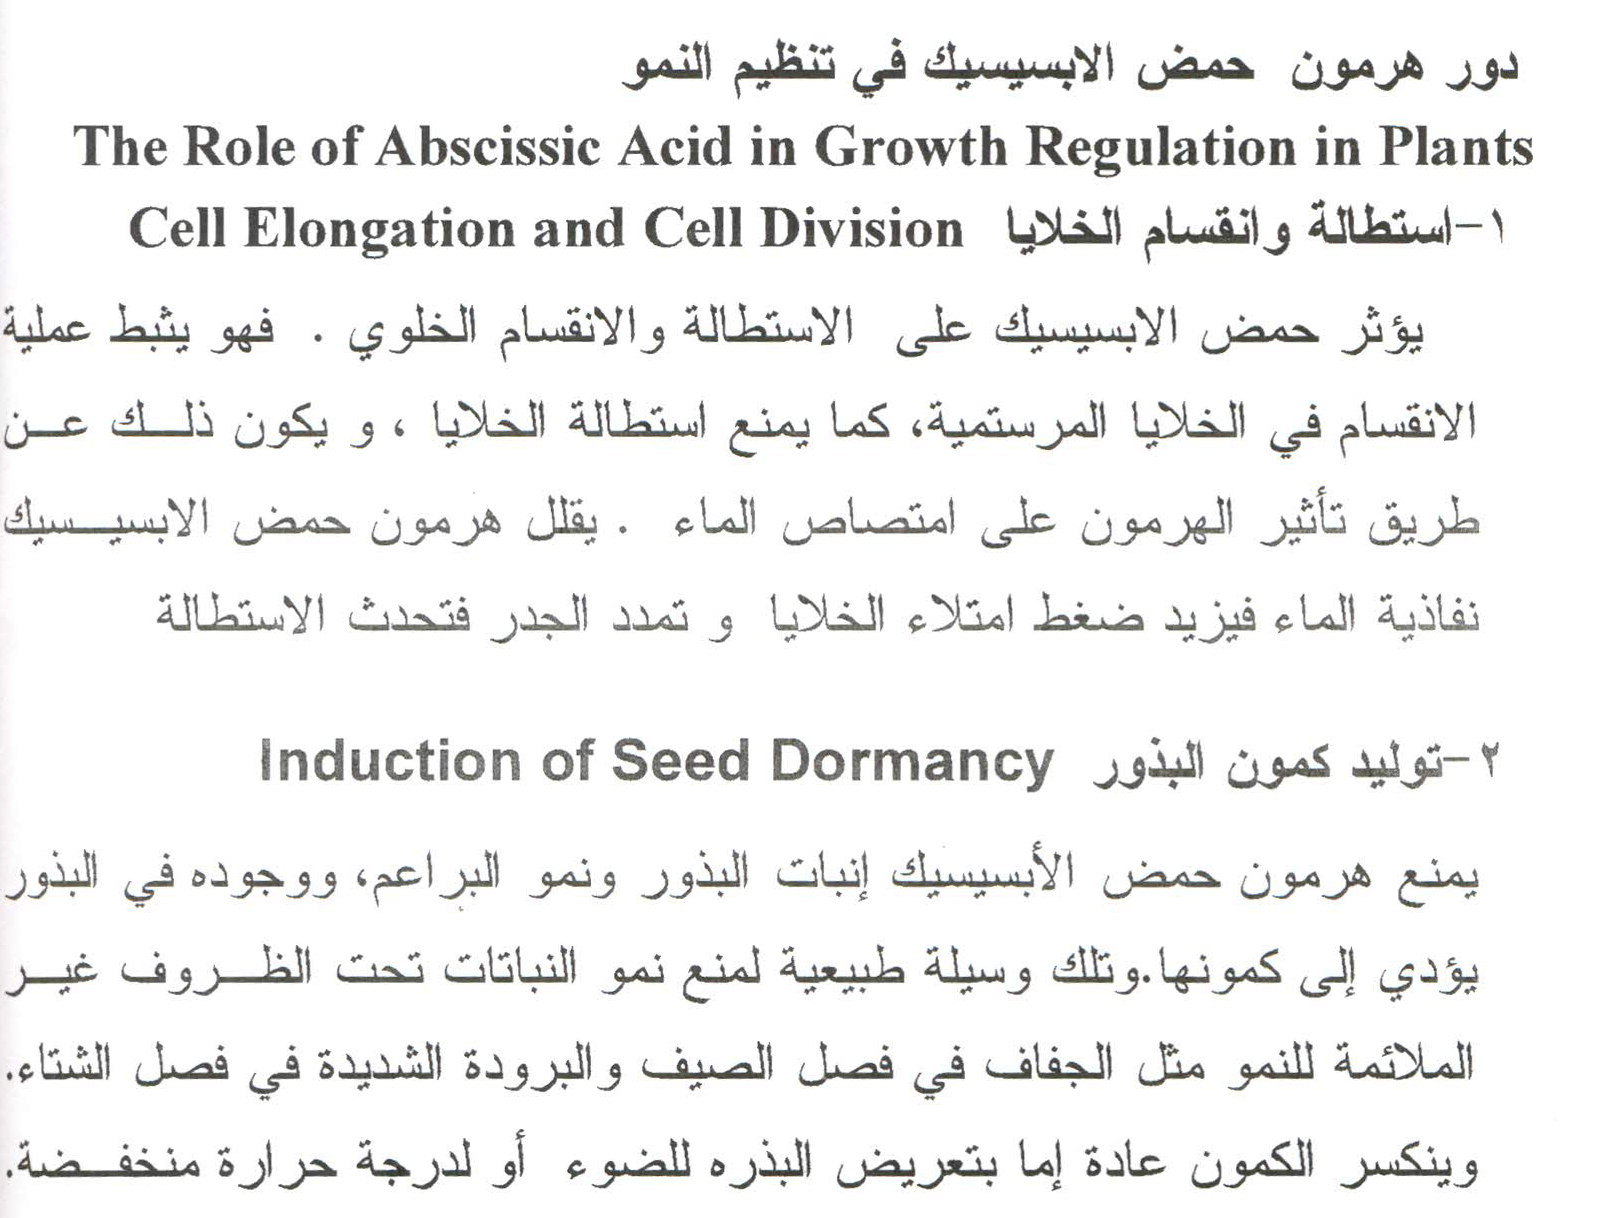 دور هرمون حمض الابسيسيك في تنظيم النمو
The Role of Abscissic Acid in Growth Regulation in Plants
١-استطالة وانقسام الخلايا Cell Elongation and Cell Division
يؤثر حمض الابسيسيك على الاستطالة والانقسام الخلوي . فهو يثبط عملية
الانقسام في الخلايا المرستمية، كما يمنع استطالة الخلايا ، و يكون ذلـك عـن
طريق تأثير الهرمون على امتصاص الماء . يقلل هرمون حمض الابسيـسيك
نفاذية الماء فيزيد ضغط امتلاء الخلايا و تمدد الجدر فتحدث الاستطالة
٢-توليد كمون البذور Induction of Seed Dormancy
يمنع هرمون حمض الأبسيسيك إنبات البذور ونمو البراعم، ووجوده في البذور
يؤدي إلى كمونها.وتلك وسيلة طبيعية لمنع نمو النباتات تحت الظـروف غيـر
الملائمة للنمو مثل الجفاف في فصل الصيف والبرودة الشديدة في فصل الشتاء.
وينكسر الكمون عادة إما بتعريض البذره للضوء أو لدرجة حرارة منخفـضة.